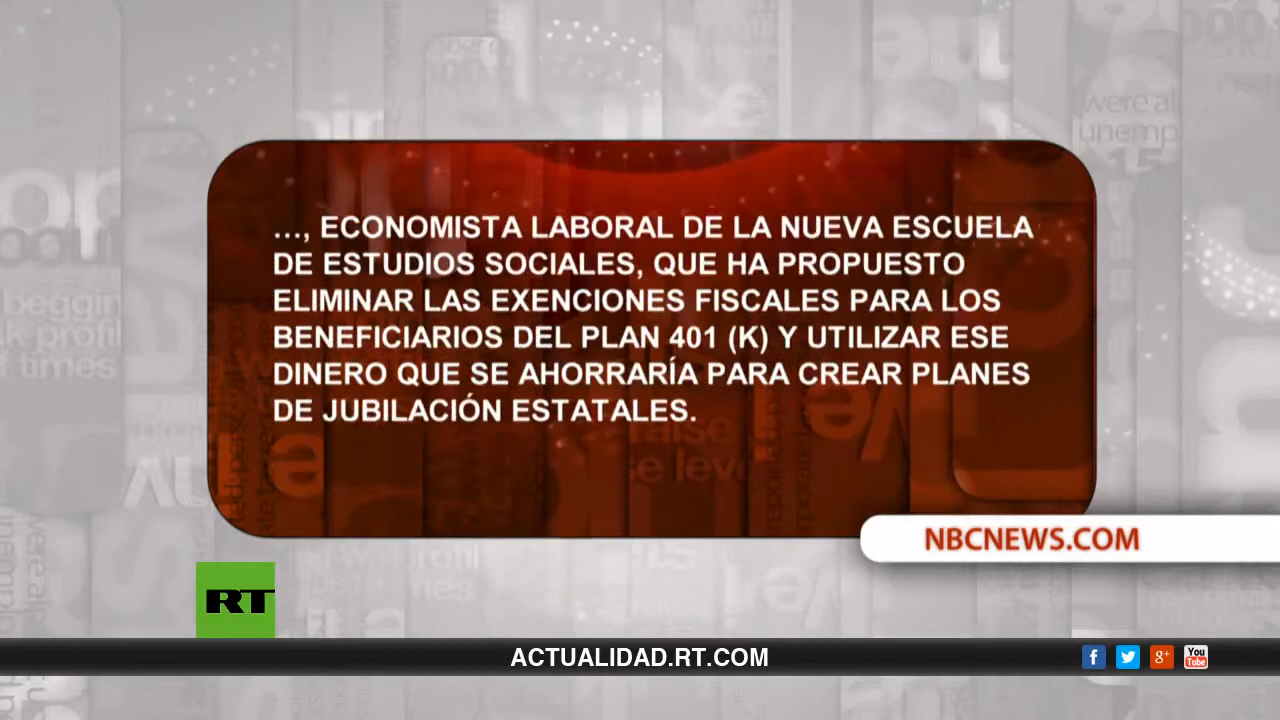 …, ECONOMISTA LABORAL DE LA NUEVA ESCUELA
DE ESTUDIOS SOCIALES, QUE HA PROPUESTO
ELIMINAR LAS EXENCIONES FISCALES PARA LOS
BENEFICIARIOS DEL PLAN 401 (K) Y UTILIZAR ESE
DINERO QUE SE AHORRARÍA PARA CREAR PLANES
DE JUBILACIÓN ESTATALES.
NBCNEWS.COM
RT
ACTUALIDAD.RT.COM
f
g+
You
Tube